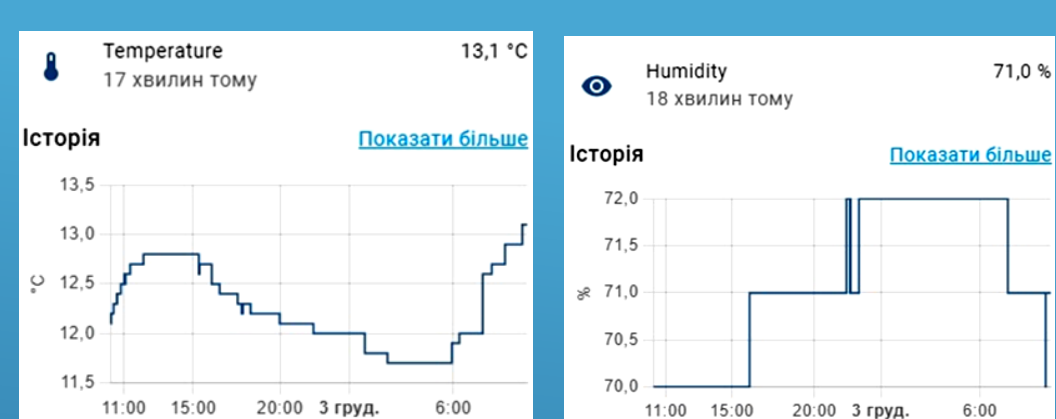 Temperature 13,1 °C
17 хвилин тому
Історія Показати більше
13,5
13,0
12,5
12,0
11,5
°C
11:00 15:00 20:00 3 груд. 6:00
Humidity 71,0 %
18 хвилин тому
Історія Показати більше
72,0
71,5
71,0
70,5
70,0
%
11:00 15:00 20:00 3 груд. 6:00